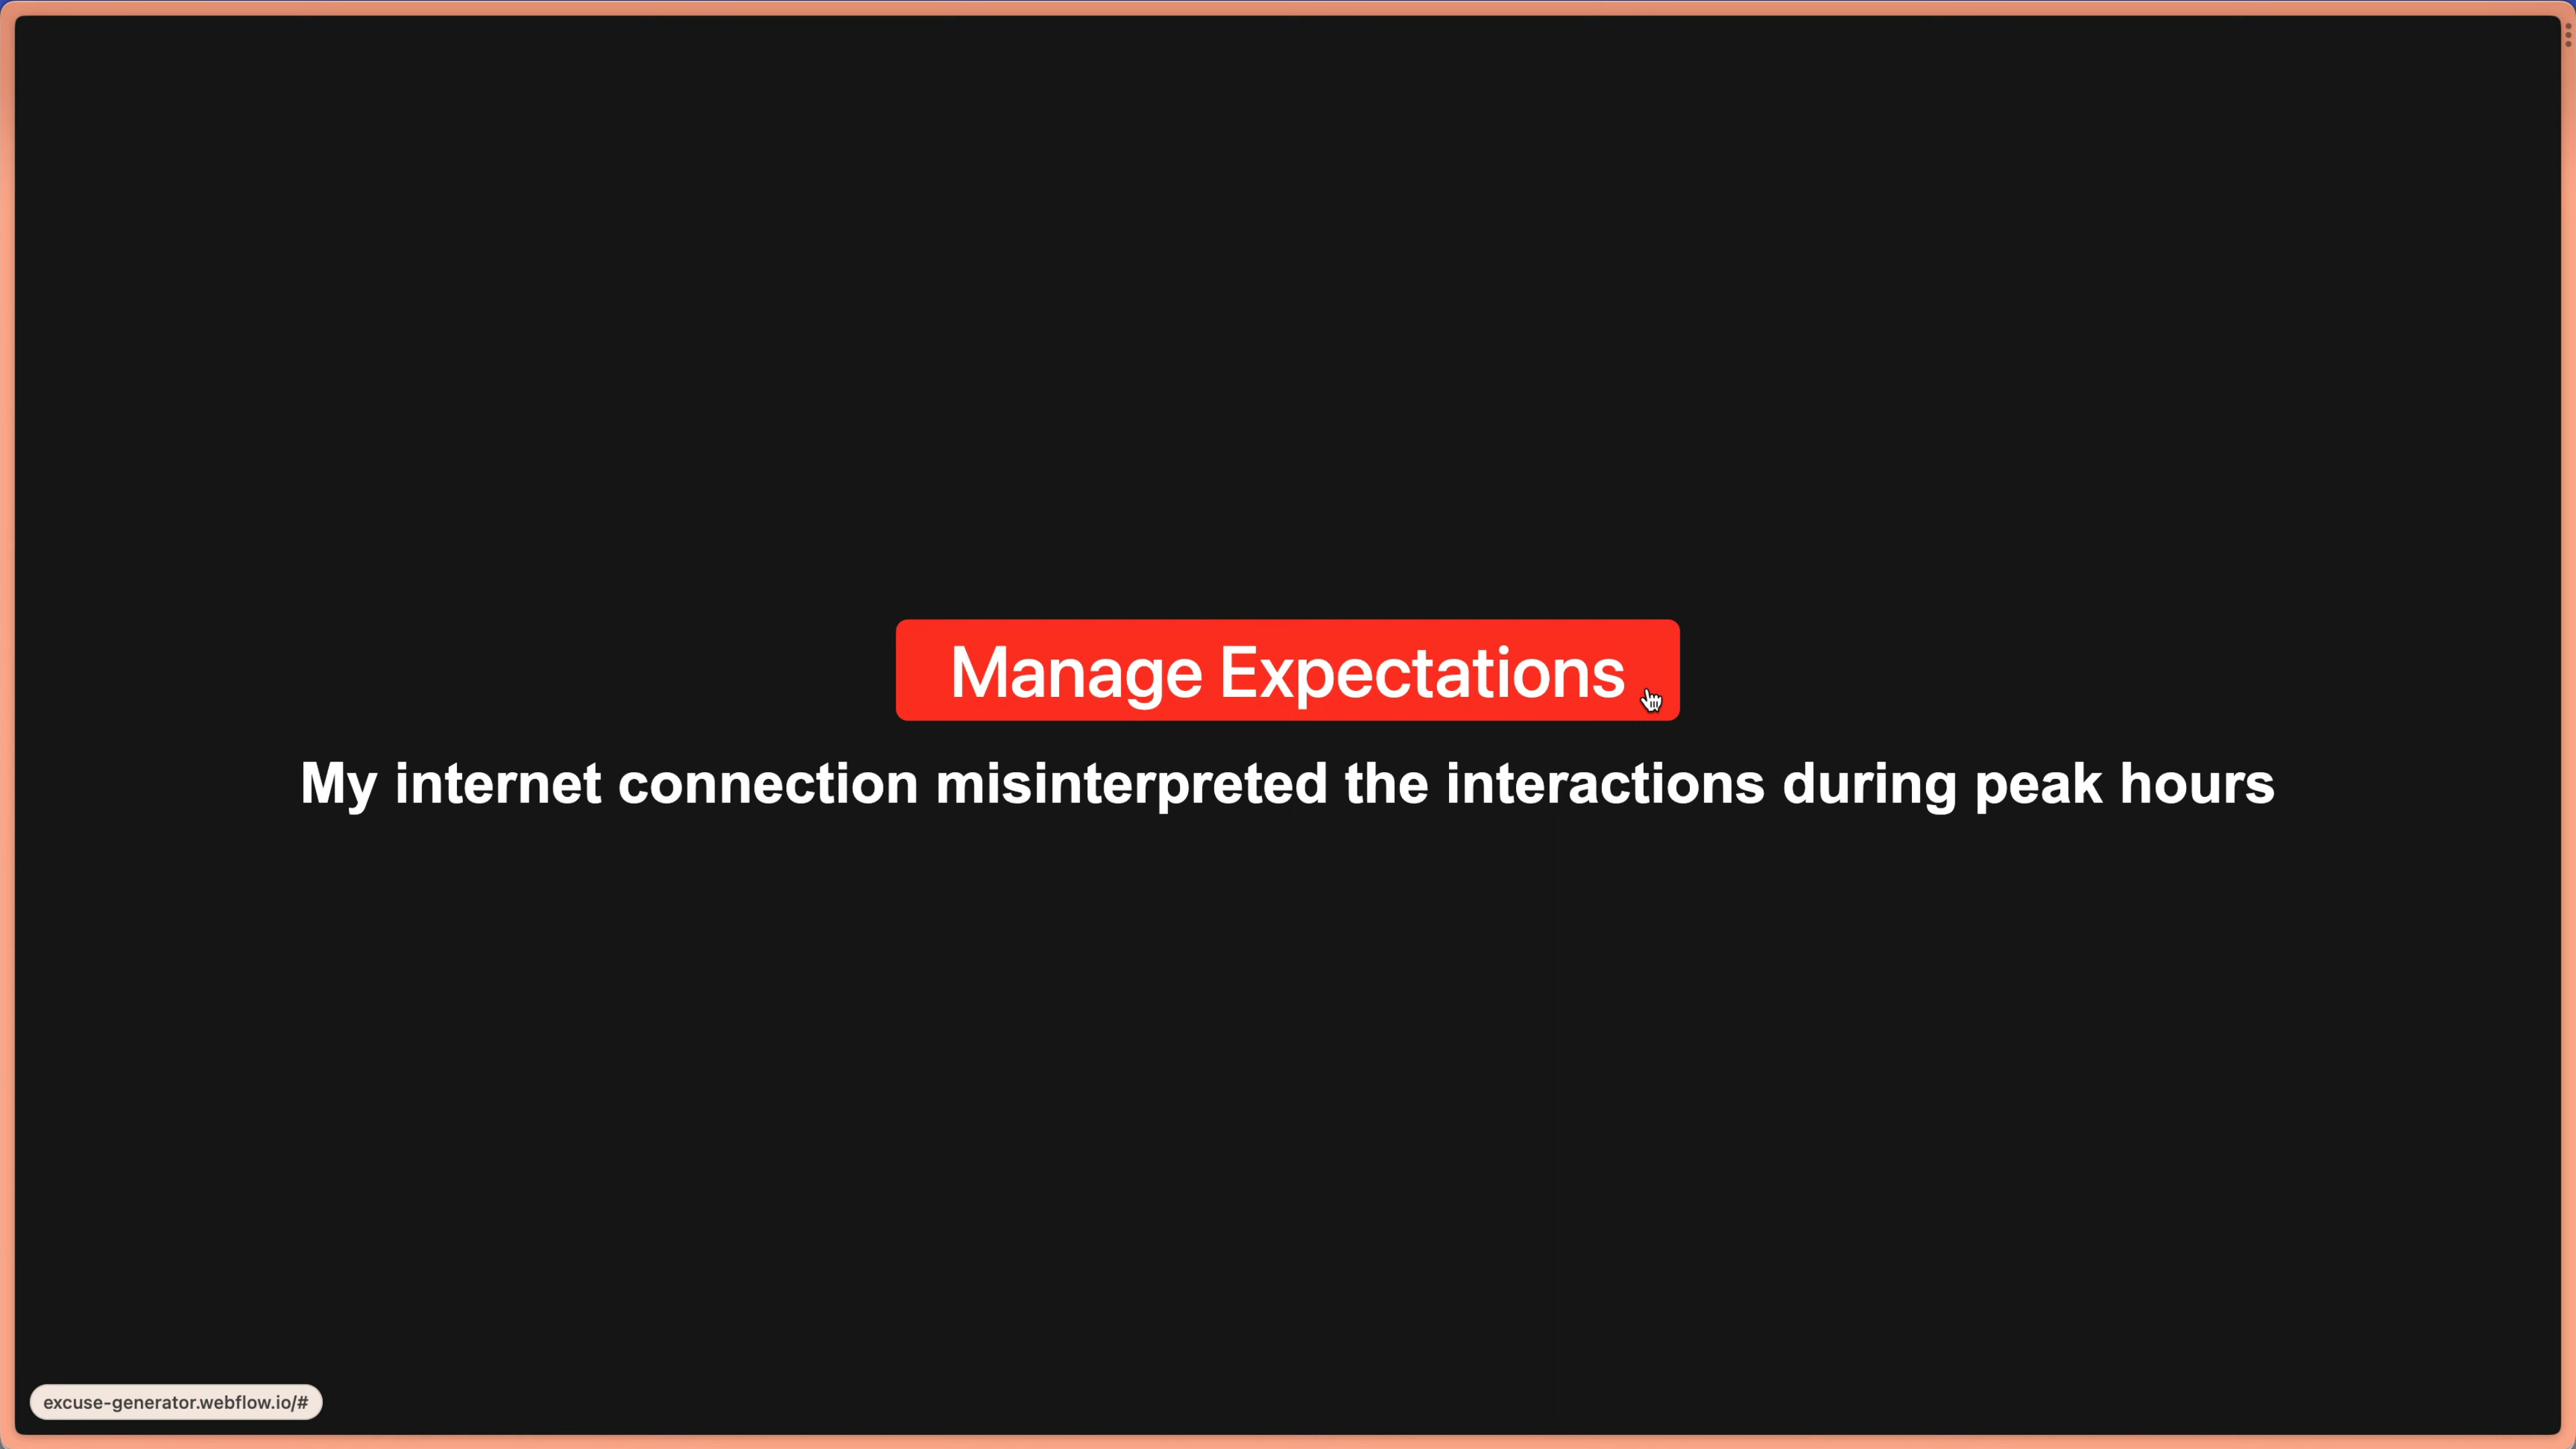 Manage Expectations
My internet connection misinterpreted the interactions during peak hours
excuse-generator.webflow.io/#